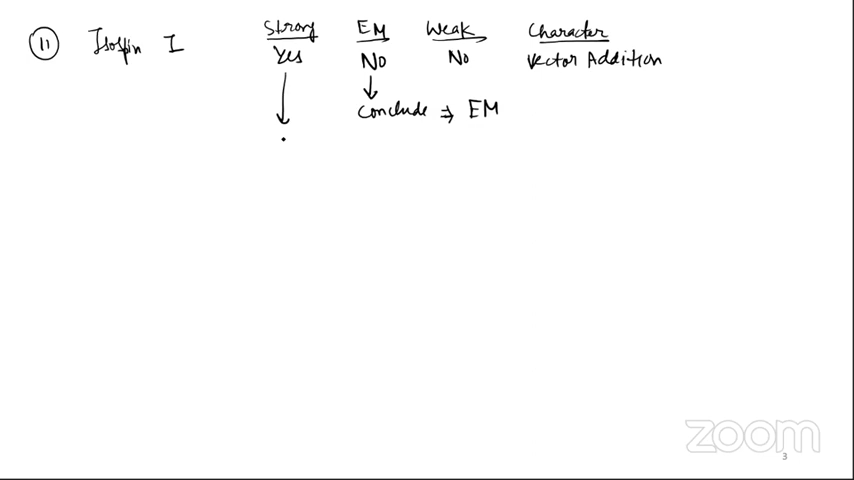 Strong EM Weak Character
11 Isospin I Yes No No Vector Addition
Conclude ⇒ EM
zoom
3